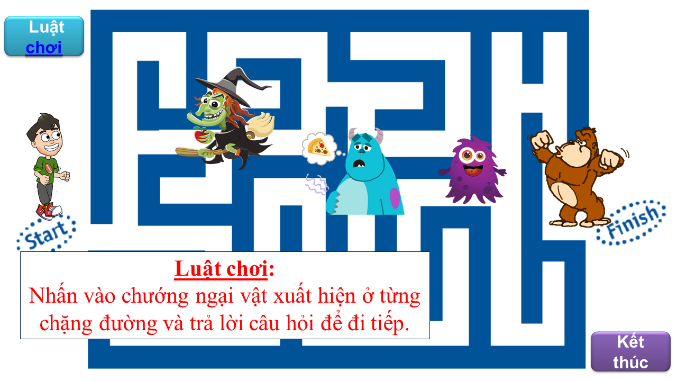 Luật
chơi
Start
Finish
Luật chơi:
Nhấn vào chướng ngại vật xuất hiện ở từng
chặng đường và trả lời câu hỏi để đi tiếp.
Kết
thúc